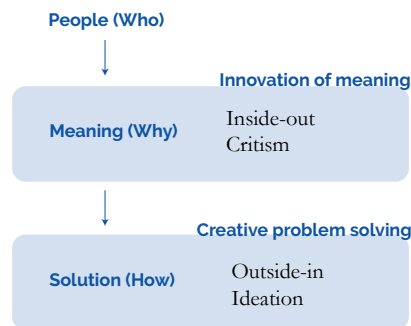 People (Who)
Innovation of meaning
Meaning (Why)
Inside-out
Critism
Creative problem solving
Solution (How)
Outside-in
Ideation